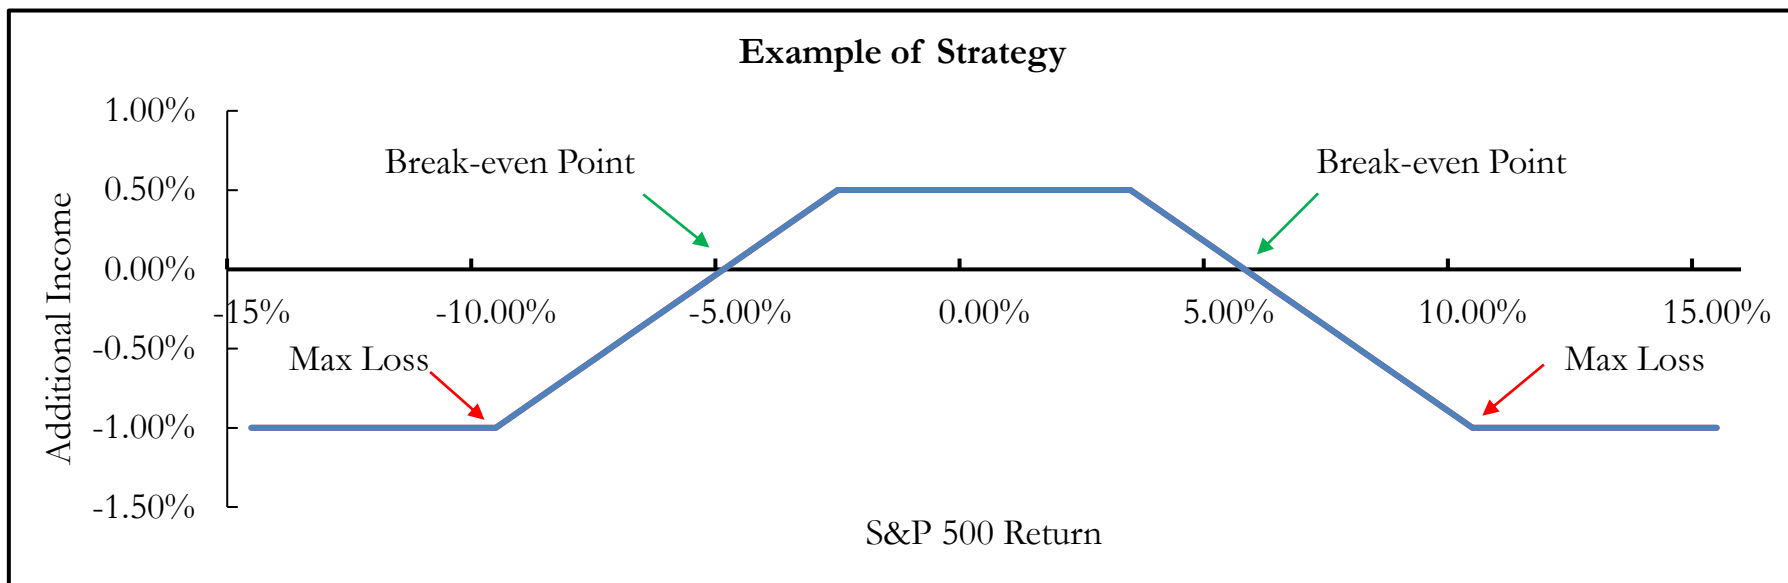 Example of Strategy
1.00%
0.50%
0.00%
-0.50%
-1.00%
-1.50%
Additional Income
Break-even Point
Break-even Point
-15%
-10.00%
-5.00%
0.00%
5.00%
10.00%
15.00%
Max Loss
Max Loss
S&P 500 Return